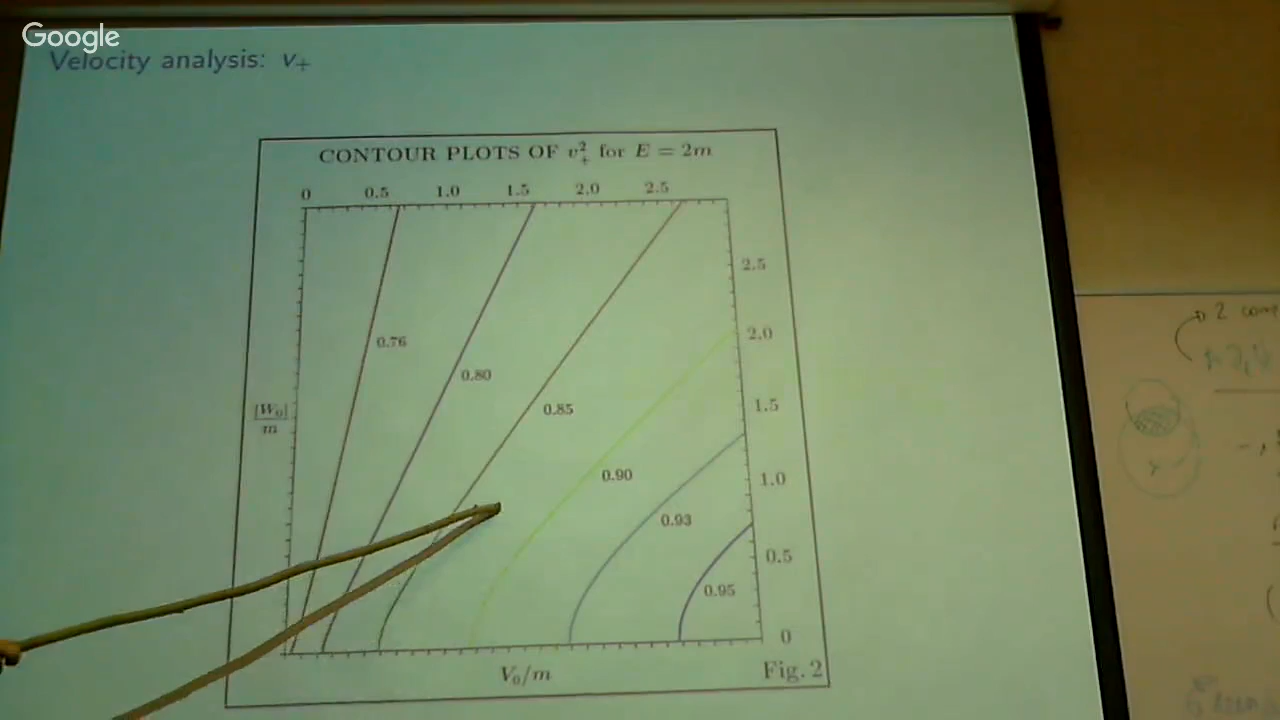 Google
Velocity analysis: v₊
CONTOUR PLOTS OF v₊² for E = 2m
0 0.5 1.0 1.5 2.0 2.5
2.5
2.0
0.76
0.80
1.5
0.85
|W₀|
m
0.90
1.0
0.93
0.5
0.95
0
V₀/m
Fig. 2
2